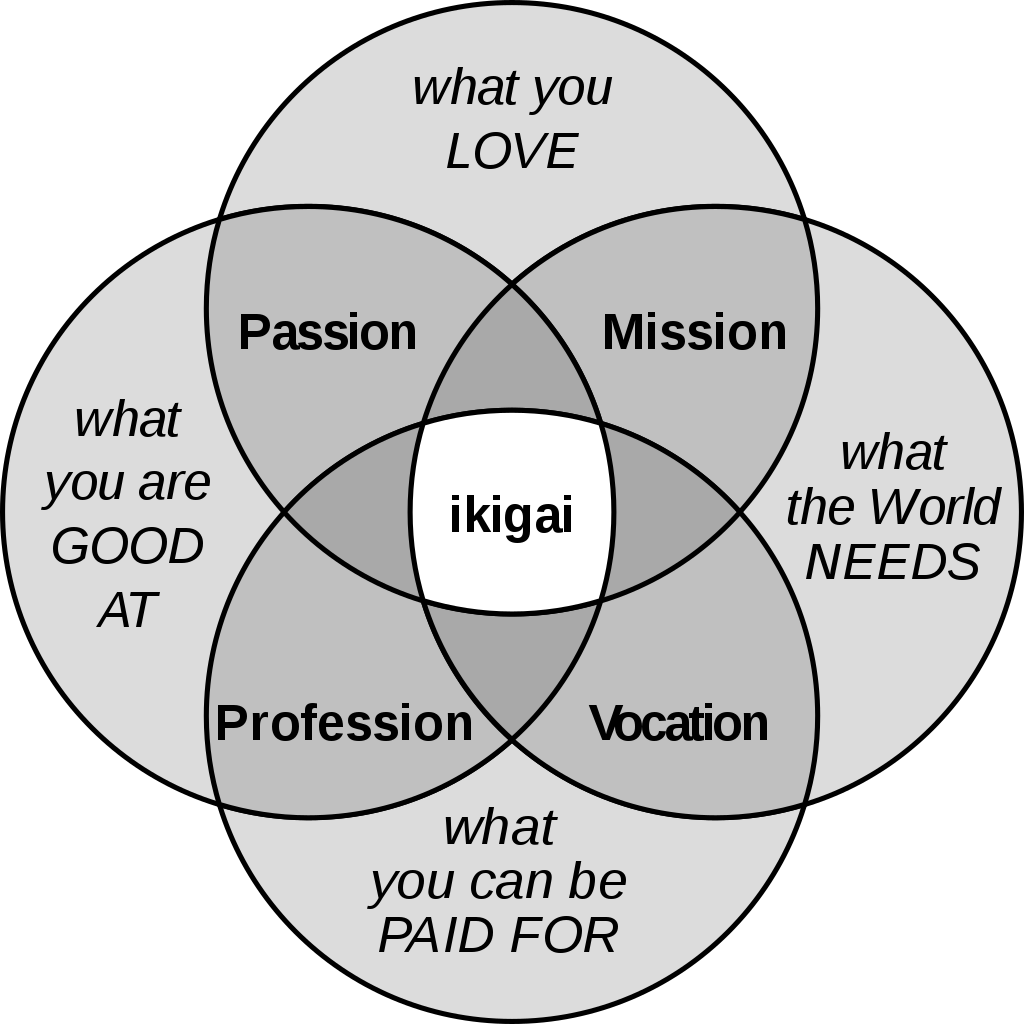 what you
LOVE
Passion
Mission
what
you are
GOOD
AT
what
the World
NEEDS
ikigai
Profession
Vocation
what
you can be
PAID FOR